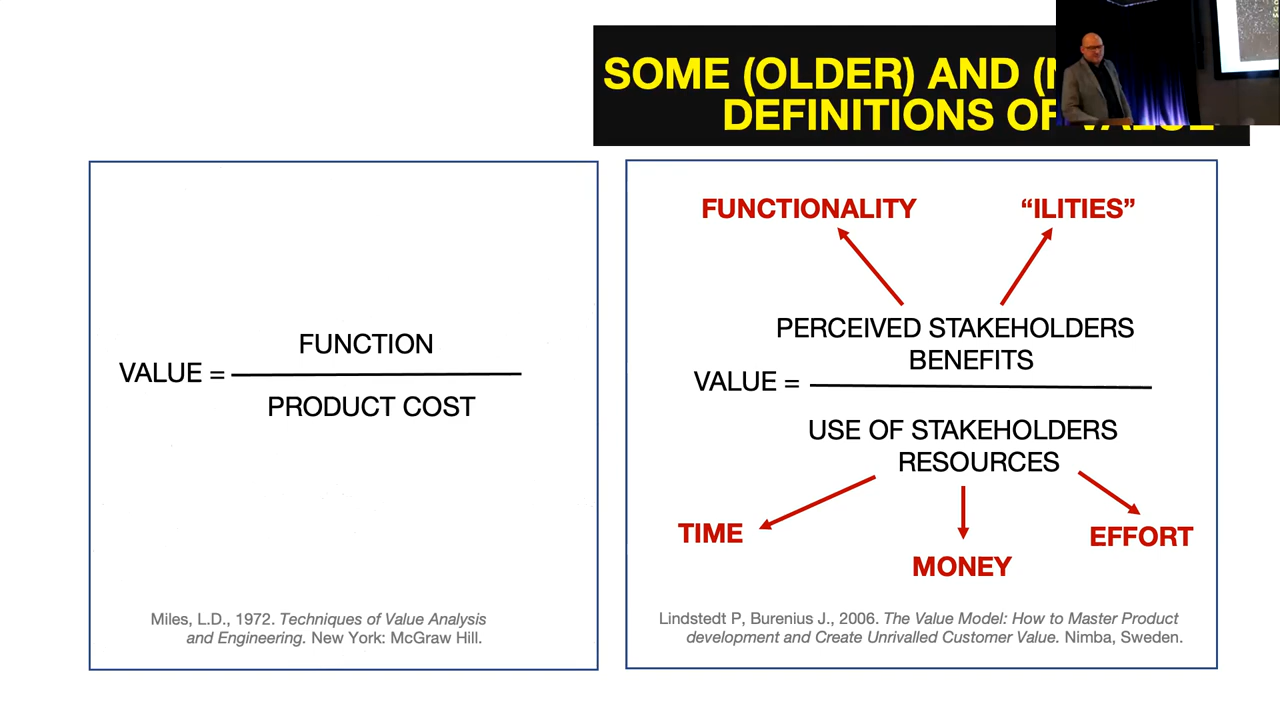 SOME (OLDER) AND
DEFINITIONS OF VALUE
FUNCTION
VALUE =
PRODUCT COST
Miles, L.D., 1972. Techniques of Value Analysis
and Engineering. New York: McGraw Hill.
FUNCTIONALITY
“ILITIES”
PERCEIVED STAKEHOLDERS
BENEFITS
VALUE =
USE OF STAKEHOLDERS
RESOURCES
TIME
MONEY
EFFORT
Lindstedt P, Burenius J., 2006. The Value Model: How to Master Product
development and Create Unrivalled Customer Value. Nimba, Sweden.